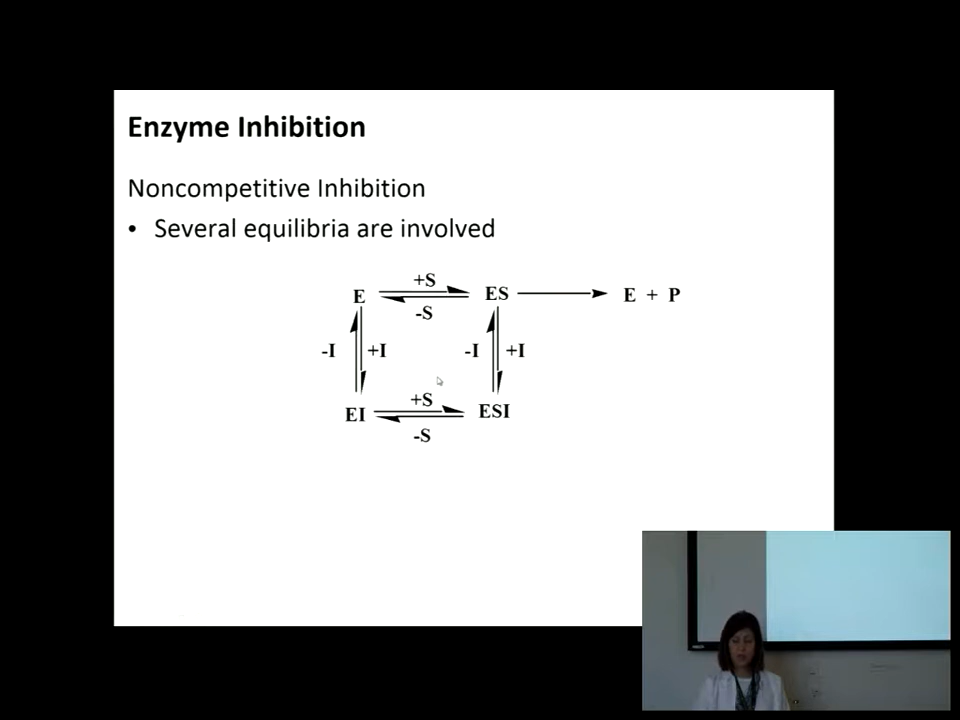 Enzyme Inhibition
Noncompetitive Inhibition
• Several equilibria are involved
+S
E ES E + P
-S
-I +I -I +I
+S
EI ESI
-S